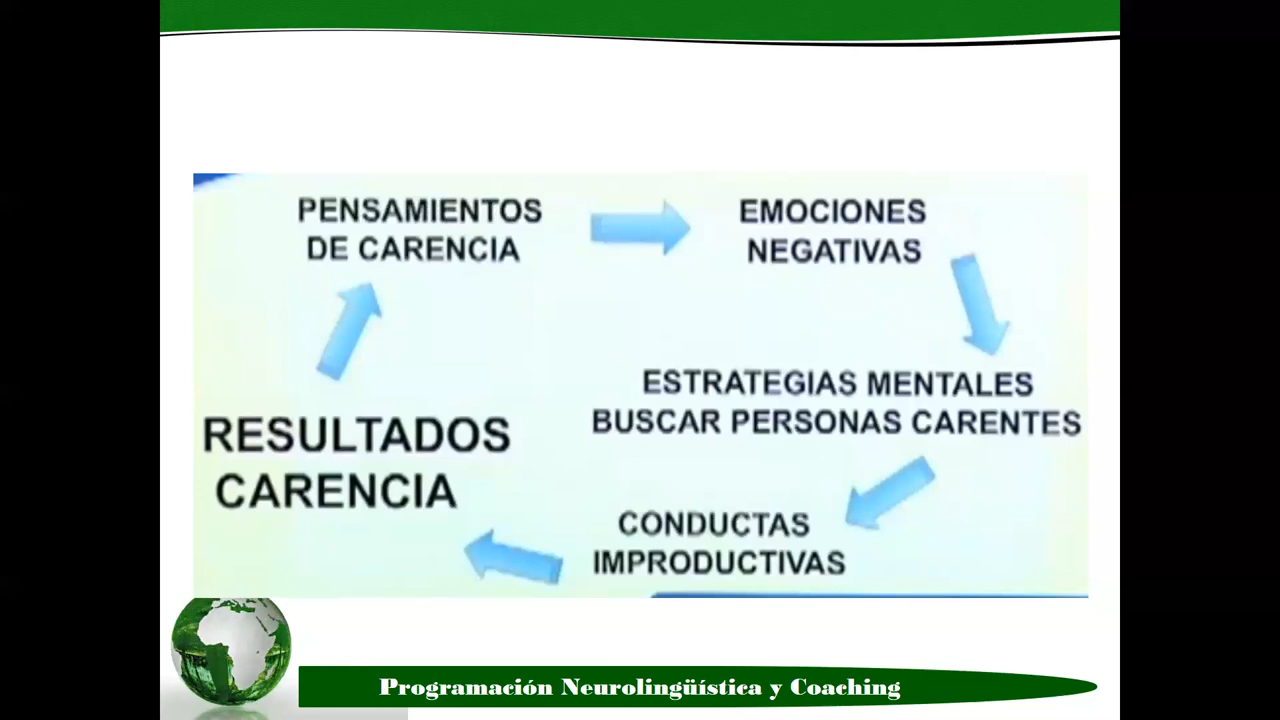 PENSAMIENTOS
DE CARENCIA
EMOCIONES
NEGATIVAS
ESTRATEGIAS MENTALES
BUSCAR PERSONAS CARENTES
CONDUCTAS
IMPRODUCTIVAS
RESULTADOS
CARENCIA
Programación Neurolingüística y Coaching